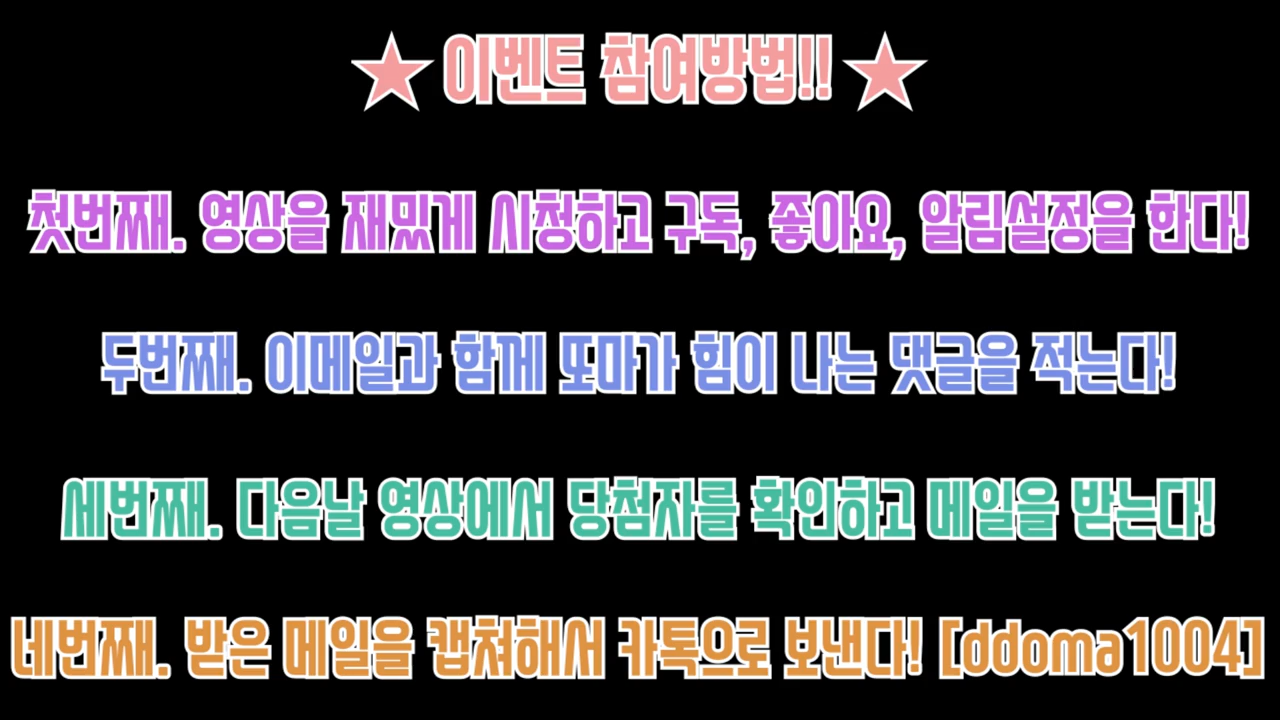 ★ 이벤트 참여방법!! ★
첫번째. 영상을 재밌게 시청하고 구독, 좋아요, 알림설정을 한다!
두번째. 이메일과 함께 또마가 힘이 나는 댓글을 적는다!
세번째. 다음날 영상에서 당첨자를 확인하고 메일을 받는다!
네번째. 받은 메일을 캡쳐해서 카톡으로 보낸다! [ddoma1004]